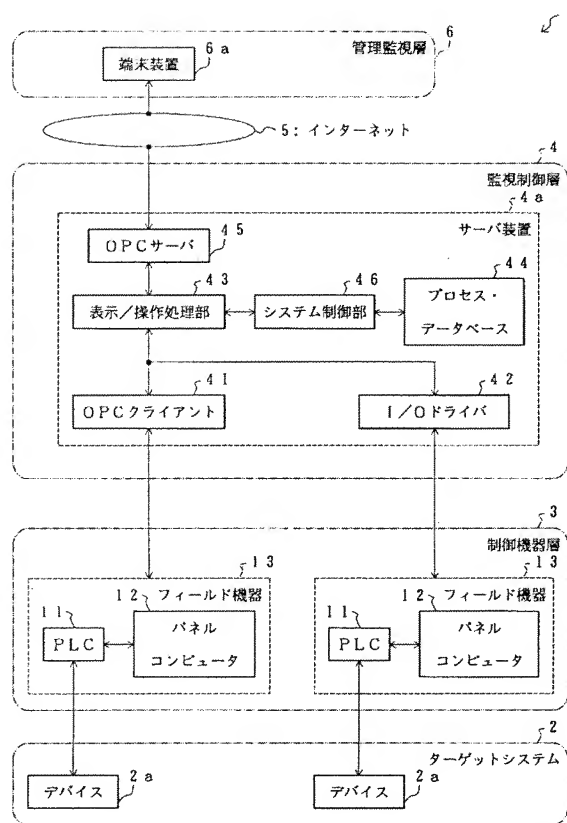 6
管理監視層
6a
端末装置
5：インターネット
4
監視制御層
4a
サーバ装置
OPCサーバ
45
44
43
46
表示／操作処理部
システム制御部
プロセス・
データベース
41
42
OPCクライアント
I／Oドライバ
3
制御機器層
13
13
12
フィールド機器
12
フィールド機器
11
11
PLC
パネル
コンピュータ
PLC
パネル
コンピュータ
2
ターゲットシステム
デバイス
2a
デバイス
2a